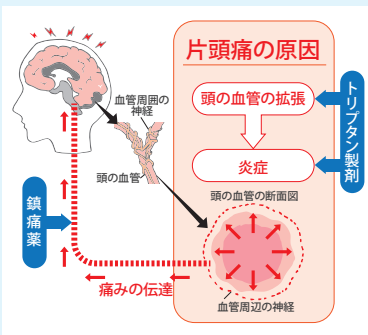 片頭痛の原因
頭の血管の拡張
炎症
トリプタン製剤
血管周囲の
神経
頭の血管
頭の血管の断面図
鎮痛薬
痛みの伝達
血管周辺の神経